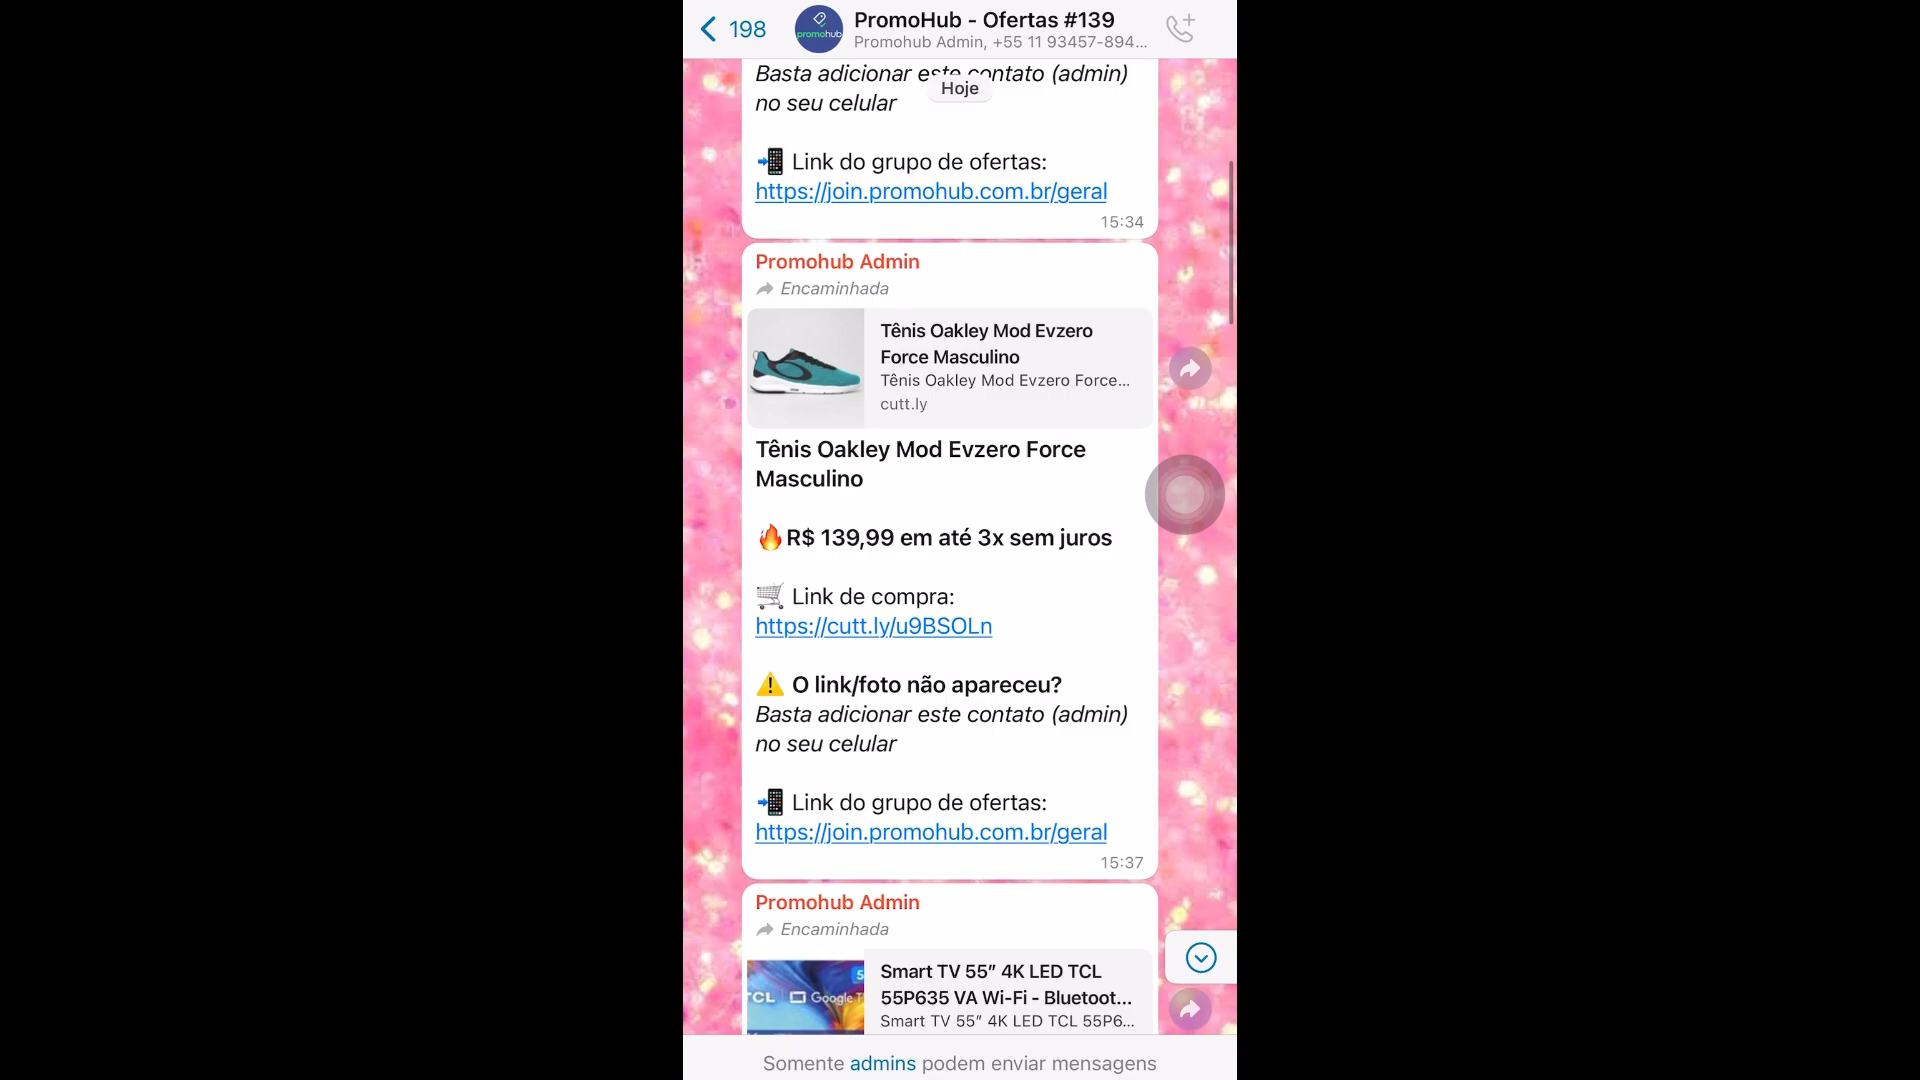 198
promohub
PromoHub - Ofertas #139
Promohub Admin, +55 11 93457-894...
Basta adicionar este contato (admin)
Hoje
no seu celular
Link do grupo de ofertas:
https://join.promohub.com.br/geral
15:34
Promohub Admin
Encaminhada
Tênis Oakley Mod Evzero
Force Masculino
Tênis Oakley Mod Evzero Force...
cutt.ly
Tênis Oakley Mod Evzero Force
Masculino
R$ 139,99 em até 3x sem juros
Link de compra:
https://cutt.ly/u9BSOLn
O link/foto não apareceu?
Basta adicionar este contato (admin)
no seu celular
Link do grupo de ofertas:
https://join.promohub.com.br/geral
15:37
Promohub Admin
Encaminhada
TCL Google T
5
Smart TV 55” 4K LED TCL
55P635 VA Wi-Fi - Bluetoot...
Smart TV 55” 4K LED TCL 55P6...
Somente admins podem enviar mensagens